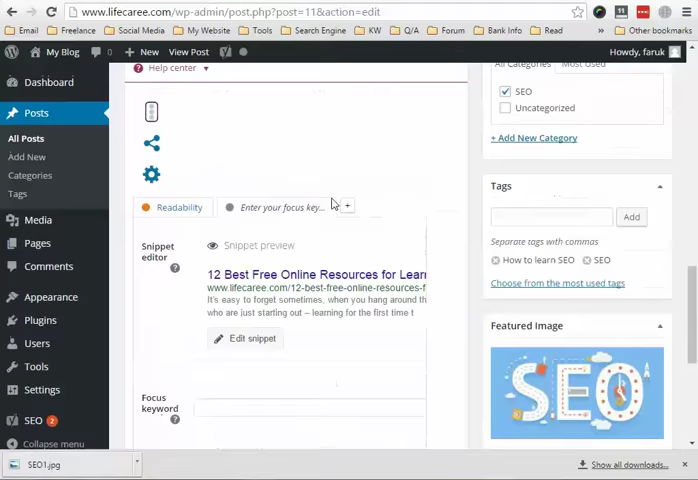 www.lifecaree.com/wp-admin/post.php?post=11&action=edit
Email Freelance Social Media My Website Tools Search Engine KW Q/A Forum Bank Info Read » Other bookmarks
My Blog New View Post Howdy, faruk
Dashboard
Posts
All Posts
Add New
Categories
Tags
Media
Pages
Comments
Appearance
Plugins
Users
Tools
Settings
SEO 2
Collapse menu
Help center
Readability Enter your focus key... +
Snippet
editor
Snippet preview
12 Best Free Online Resources for Lear
www.lifecaree.com/12-best-free-online-resources-f
It's easy to forget sometimes, when you hang around th
who are just starting out – learning for the first time t
Edit snippet
Focus
keyword
All Categories Most Used
SEO
Uncategorized
+ Add New Category
Tags
Add
Separate tags with commas
How to learn SEO SEO
Choose from the most used tags
Featured Image
SEO
SEO1.jpg
Show all downloads...